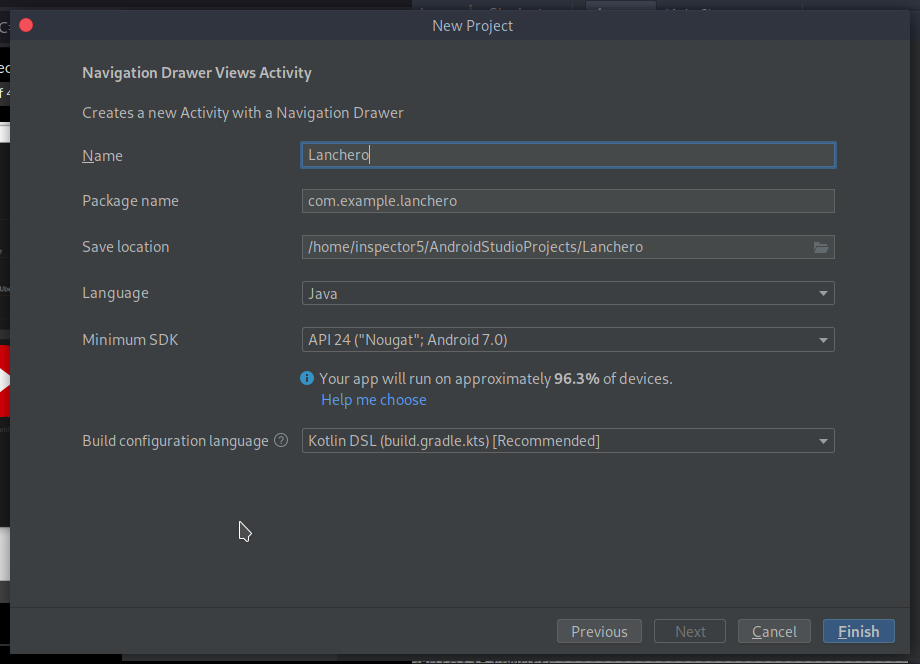 New Project
Navigation Drawer Views Activity
Creates a new Activity with a Navigation Drawer
Name Lanchero
Package name com.example.lanchero
Save location /home/inspector5/AndroidStudioProjects/Lanchero
Language Java
Minimum SDK API 24 ("Nougat"; Android 7.0)
Your app will run on approximately 96.3% of devices.
Help me choose
Build configuration language ? Kotlin DSL (build.gradle.kts) [Recommended]
Previous Next Cancel Finish